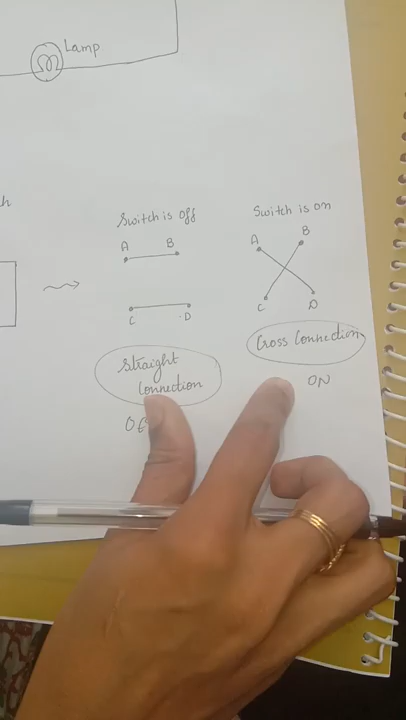 Lamp
Switch is off
A B
C D
Straight
Connection
Switch is on
A B
C D
Cross Connection
ON